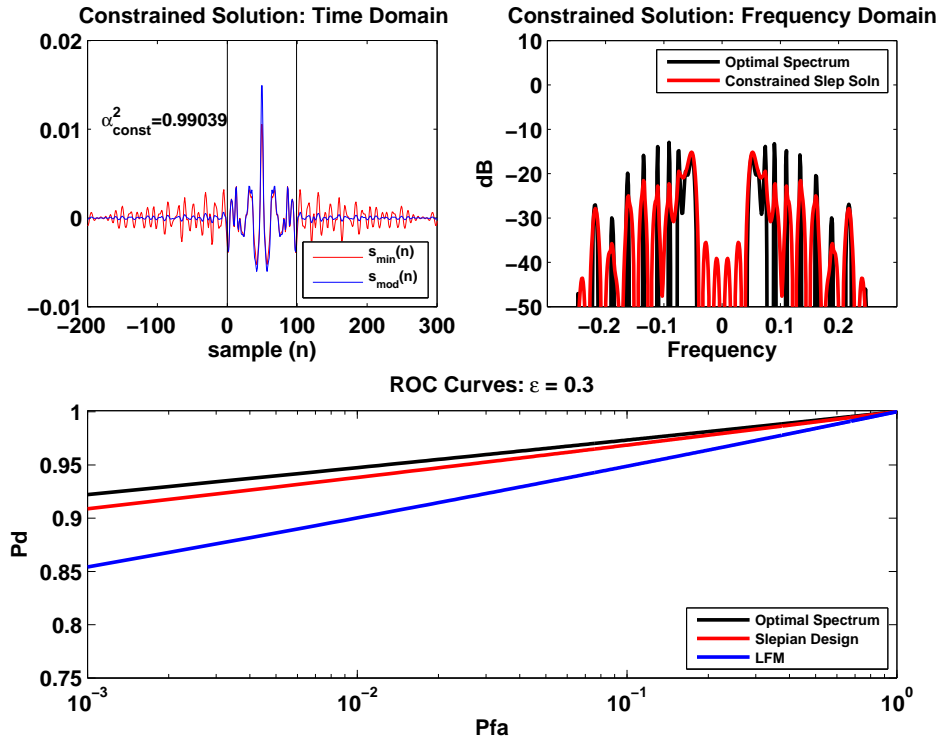 Constrained Solution: Time Domain
0.02
0.01
0
−0.01
α²const=0.99039
s_min(n)
s_mod(n)
−200 −100 0 100 200 300
sample (n)
Constrained Solution: Frequency Domain
10
0
−10
−20
−30
−40
−50
dB
Optimal Spectrum
Constrained Slep Soln
−0.2 −0.1 0 0.1 0.2
Frequency
ROC Curves: ε = 0.3
1
0.95
0.9
0.85
0.8
0.75
Pd
Optimal Spectrum
Slepian Design
LFM
10⁻³ 10⁻² 10⁻¹ 10⁰
Pfa